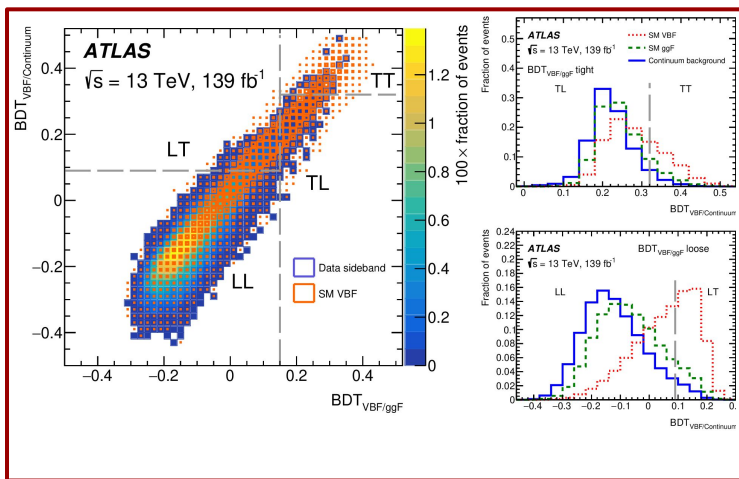 ATLAS
√s = 13 TeV, 139 fb⁻¹
BDT_VBF/Continuum
TT
LT
TL
LL
Data sideband
SM VBF
0.4
0.2
0
−0.2
−0.4
−0.4 −0.2 0 0.2 0.4
BDT_VBF/ggF
100 × fraction of events
1.2
1
0.8
0.6
0.4
0.2
0
Fraction of events
ATLAS
√s = 13 TeV, 139 fb⁻¹
BDT_VBF/ggF tight
SM VBF
SM ggF
Continuum background
TL TT
0.5
0.4
0.3
0.2
0.1
0
0 0.1 0.2 0.3 0.4 0.5
BDT_VBF/Continuum
Fraction of events
ATLAS
√s = 13 TeV, 139 fb⁻¹
BDT_VBF/ggF loose
LL LT
0.24
0.22
0.2
0.18
0.16
0.14
0.12
0.10
0.08
0.06
0.04
0.02
0
−0.4 −0.3 −0.2 −0.1 0 0.1 0.2 0.3
BDT_VBF/Continuum